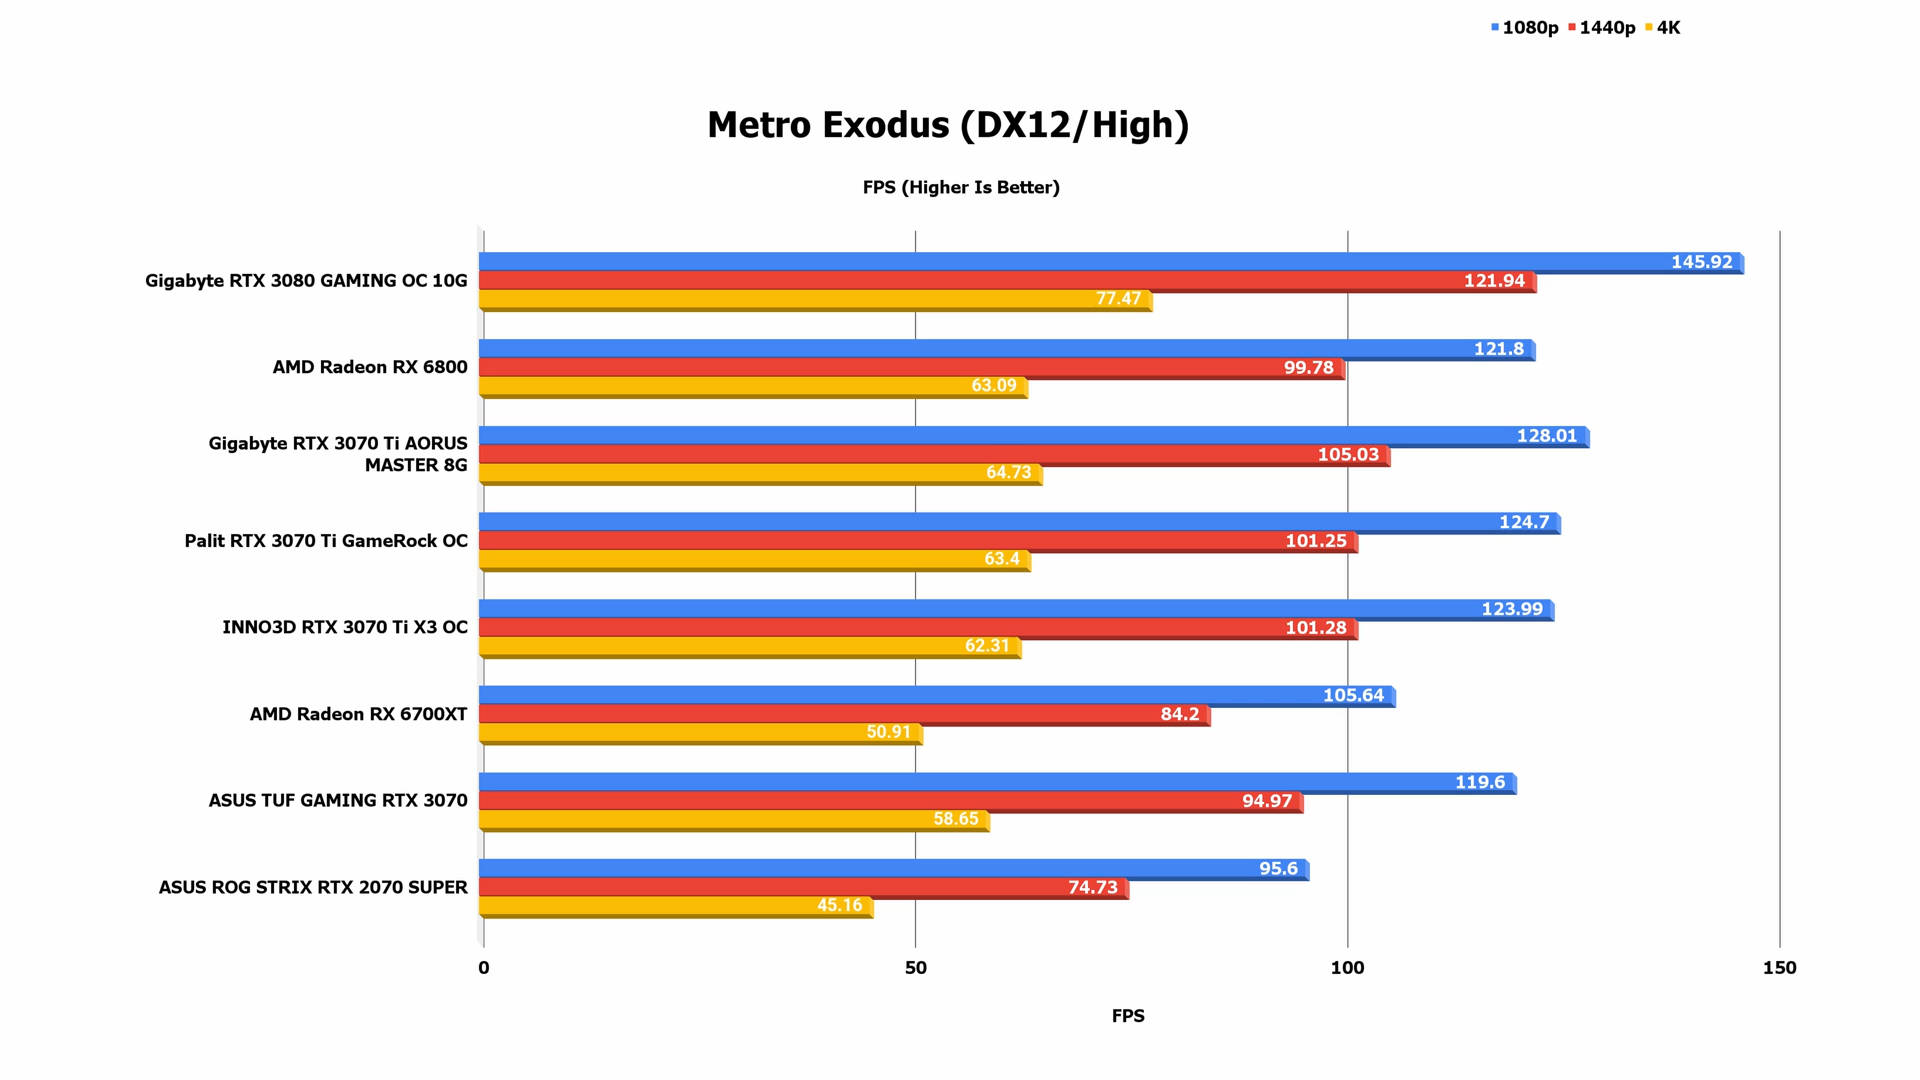 1080p 1440p 4K
Metro Exodus (DX12/High)
FPS (Higher Is Better)
Gigabyte RTX 3080 GAMING OC 10G
145.92
121.94
77.47
AMD Radeon RX 6800
121.8
99.78
63.09
Gigabyte RTX 3070 Ti AORUS
MASTER 8G
128.01
105.03
64.73
Palit RTX 3070 Ti GameRock OC
124.7
101.25
63.4
INNO3D RTX 3070 Ti X3 OC
123.99
101.28
62.31
AMD Radeon RX 6700XT
105.64
84.2
50.91
ASUS TUF GAMING RTX 3070
119.6
94.97
58.65
ASUS ROG STRIX RTX 2070 SUPER
95.6
74.73
45.16
0 50 100 150
FPS